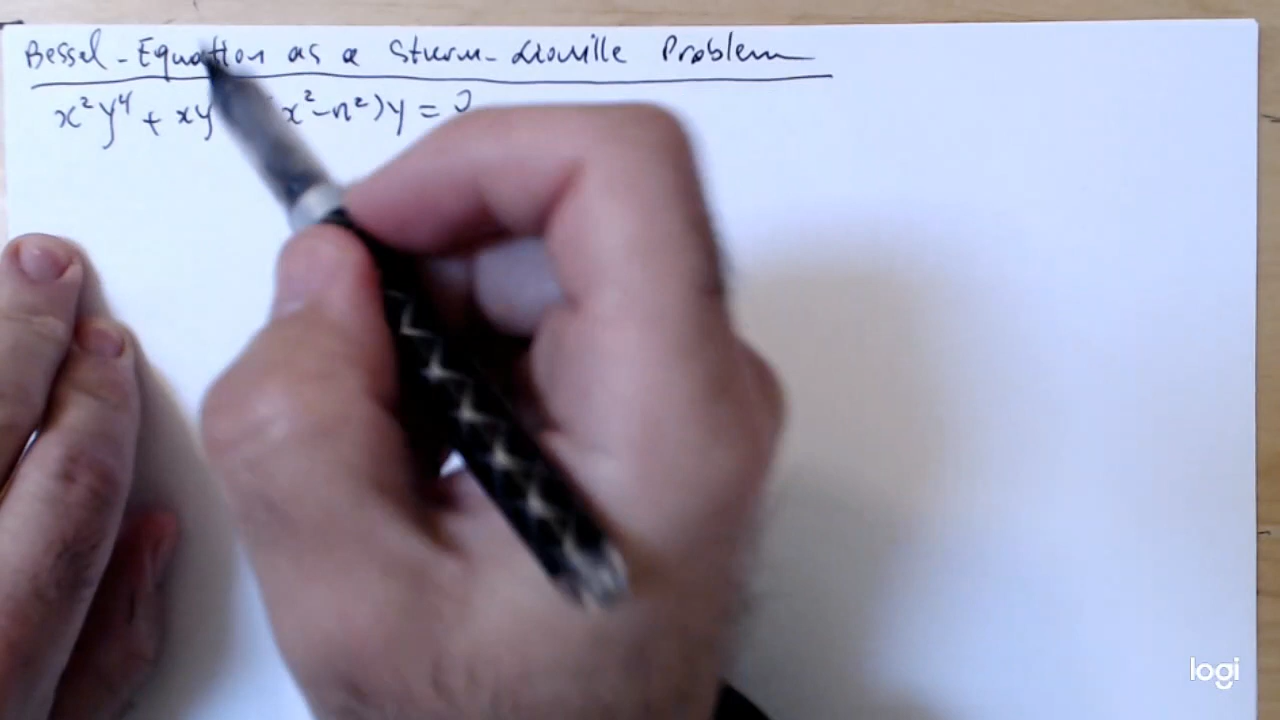 Bessel-Equation as a Sturm-Liouville Problem
x²y'' + xy (x²-n²)y = 0
logi